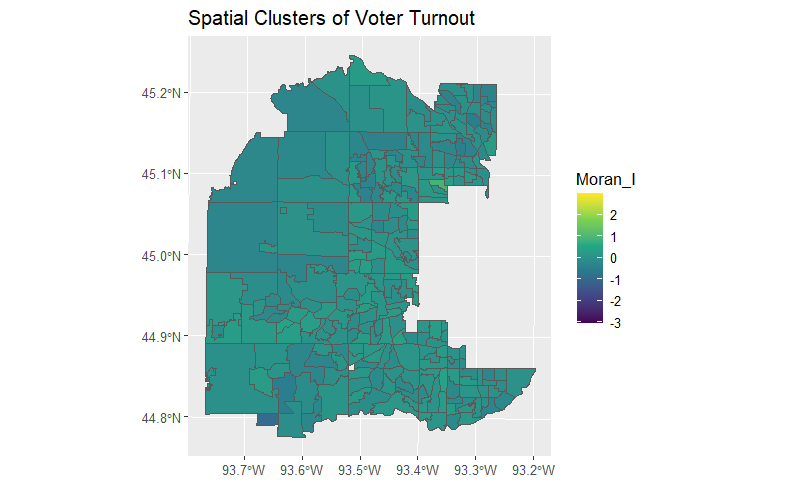 Spatial Clusters of Voter Turnout
45.2°N
45.1°N
45.0°N
44.9°N
44.8°N
93.7°W 93.6°W 93.5°W 93.4°W 93.3°W 93.2°W
Moran_I
2
1
0
-1
-2
-3